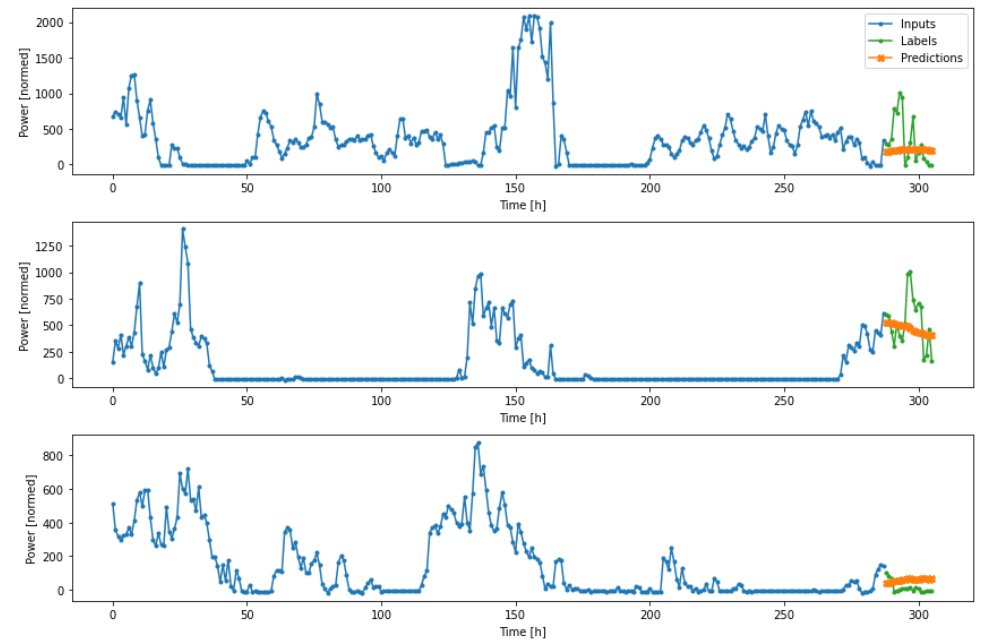 2000
1500
1000
500
0
Power [normed]
Inputs
Labels
Predictions
0 50 100 150 200 250 300
Time [h]
1250
1000
750
500
250
0
Power [normed]
0 50 100 150 200 250 300
Time [h]
800
600
400
200
0
Power [normed]
0 50 100 150 200 250 300
Time [h]